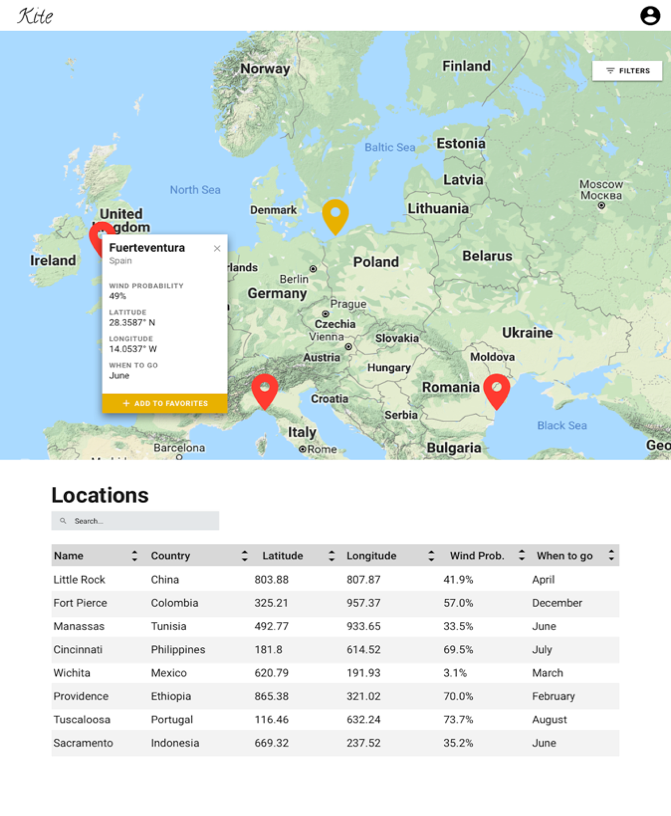 Kite
Norway
Finland
FILTERS
Estonia
Baltic Sea
Latvia
North Sea
Moscow
Москва
Denmark
Lithuania
United
Kingdom
Ireland
Fuerteventura
Spain
WIND PROBABILITY
49%
LATITUDE
28.3587° N
LONGITUDE
14.0537° W
WHEN TO GO
June
+ ADD TO FAVORITES
Belarus
Poland
Berlin
Germany
Prague
Czechia
Vienna
Slovakia
Ukraine
Austria
Moldova
Hungary
Romania
Croatia
Serbia
Black Sea
Italy
Barcelona
Rome
Bulgaria
Locations
Search...
Name Country Latitude Longitude Wind Prob. When to go
Little Rock China 803.88 807.87 41.9% April
Fort Pierce Colombia 325.21 957.37 57.0% December
Manassas Tunisia 492.77 933.65 33.5% June
Cincinnati Philippines 181.8 614.52 69.5% July
Wichita Mexico 620.79 191.93 3.1% March
Providence Ethiopia 865.38 321.02 70.0% February
Tuscaloosa Portugal 116.46 632.24 73.7% August
Sacramento Indonesia 669.32 237.52 35.2% June